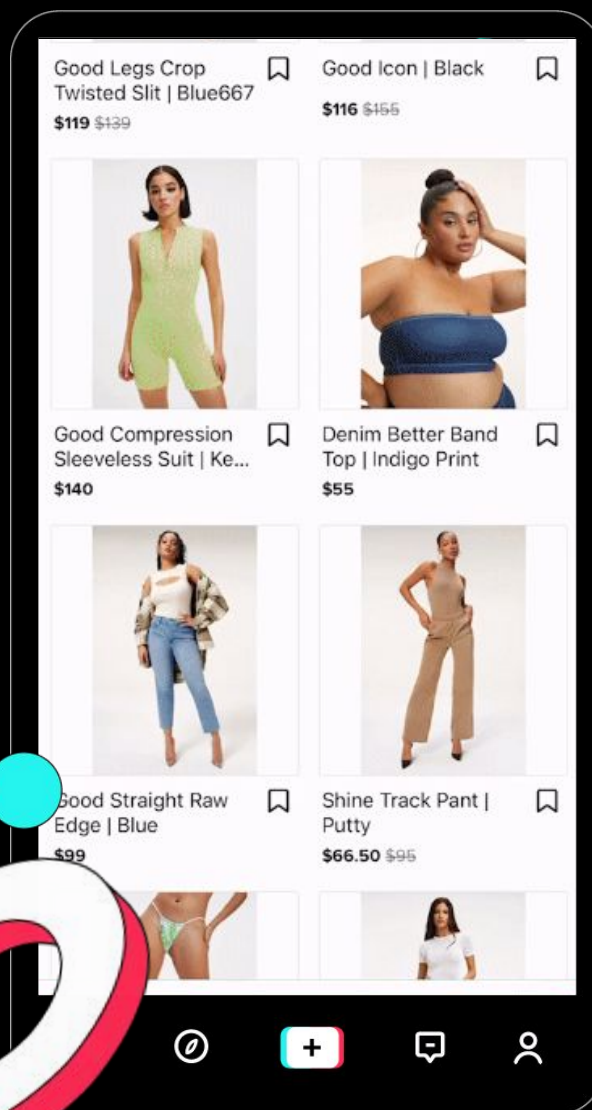 Good Legs Crop
Twisted Slit | Blue667
$119 $139
Good Icon | Black
$116 $155
Good Compression
Sleeveless Suit | Ke...
$140
Denim Better Band
Top | Indigo Print
$55
Good Straight Raw
Edge | Blue
$99
Shine Track Pant |
Putty
$66.50 $95